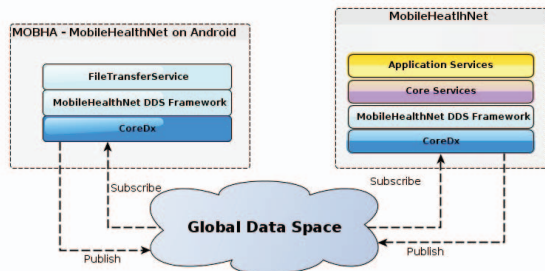 MOBHA - MobileHealthNet on Android
FileTransferService
MobileHealthNet DDS Framework
CoreDx
MobileHeatlhNet
Application Services
Core Services
MobileHealthNet DDS Framework
CoreDx
Subscribe
Subscribe
Global Data Space
Publish
Publish